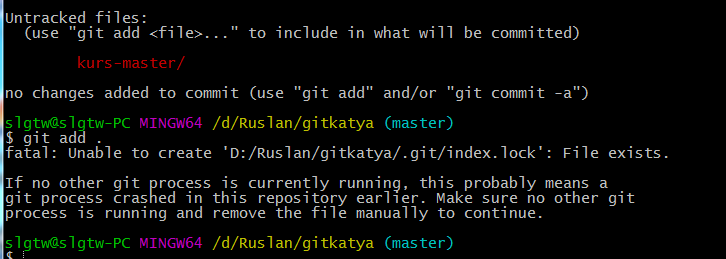 Untracked files:
(use "git add <file>..." to include in what will be committed)
kurs-master/
no changes added to commit (use "git add" and/or "git commit -a")
slgtw@slgtw-PC MINGW64 /d/Ruslan/gitkatya (master)
$ git add .
fatal: Unable to create 'D:/Ruslan/gitkatya/.git/index.lock': File exists.
If no other git process is currently running, this probably means a
git process crashed in this repository earlier. Make sure no other git
process is running and remove the file manually to continue.
slgtw@slgtw-PC MINGW64 /d/Ruslan/gitkatya (master)
$